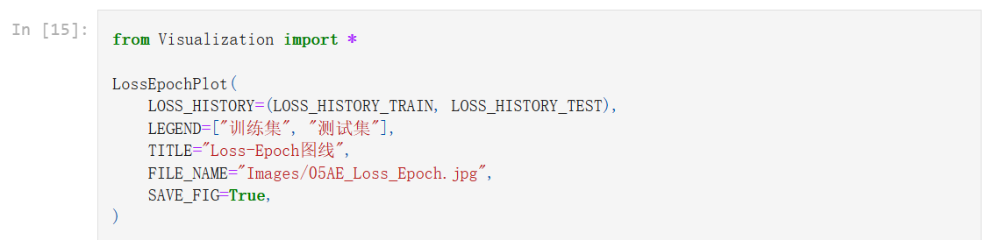 In [15]:
from Visualization import *
LossEpochPlot(
LOSS_HISTORY=(LOSS_HISTORY_TRAIN, LOSS_HISTORY_TEST),
LEGEND=["训练集", "测试集"],
TITLE="Loss-Epoch图线",
FILE_NAME="Images/05AE_Loss_Epoch.jpg",
SAVE_FIG=True,
)